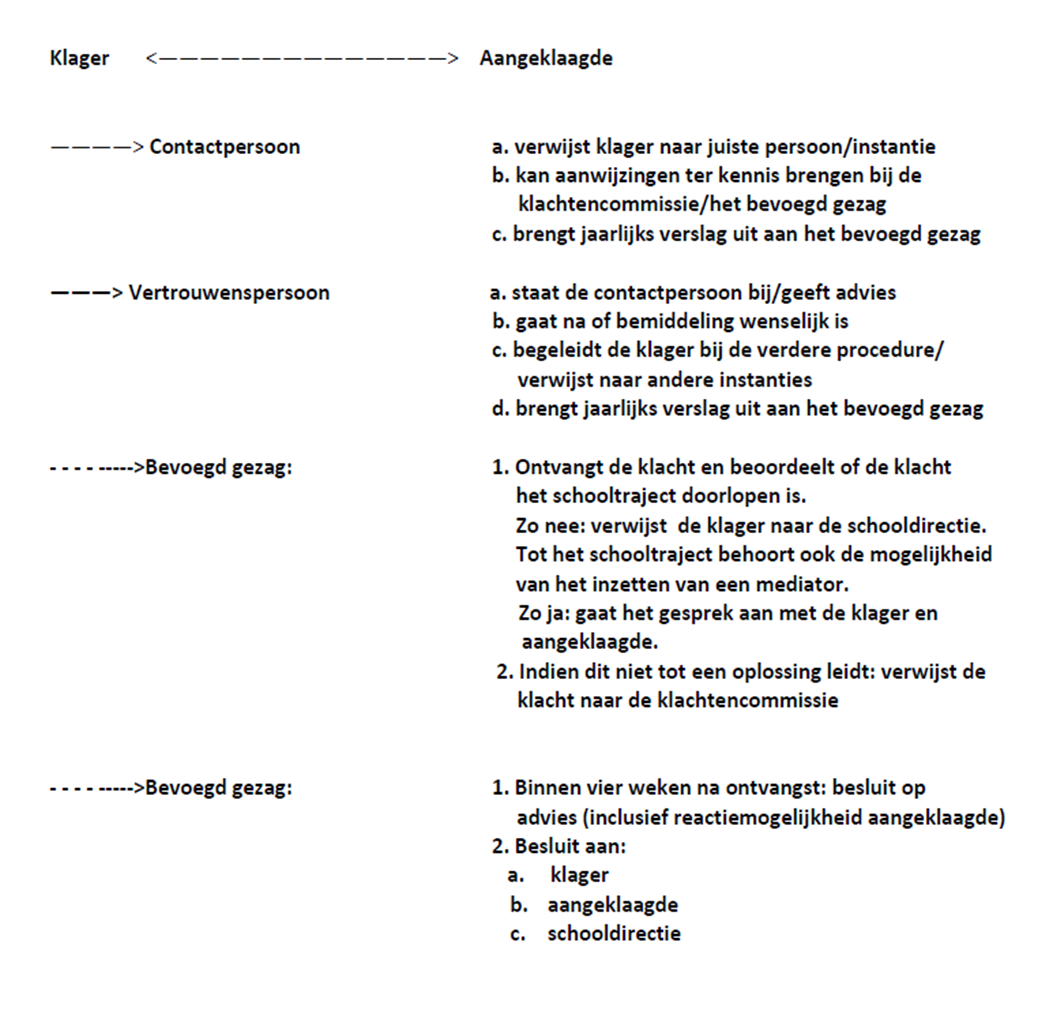 Klager <——————————————> Aangeklaagde
————> Contactpersoon a. verwijst klager naar juiste persoon/instantie
b. kan aanwijzingen ter kennis brengen bij de
klachtencommissie/het bevoegd gezag
c. brengt jaarlijks verslag uit aan het bevoegd gezag
———> Vertrouwenspersoon a. staat de contactpersoon bij/geeft advies
b. gaat na of bemiddeling wenselijk is
c. begeleidt de klager bij de verdere procedure/
verwijst naar andere instanties
d. brengt jaarlijks verslag uit aan het bevoegd gezag
- - - - ----->Bevoegd gezag: 1. Ontvangt de klacht en beoordeelt of de klacht
het schooltraject doorlopen is.
Zo nee: verwijst de klager naar de schooldirectie.
Tot het schooltraject behoort ook de mogelijkheid
van het inzetten van een mediator.
Zo ja: gaat het gesprek aan met de klager en
aangeklaagde.
2. Indien dit niet tot een oplossing leidt: verwijst de
klacht naar de klachtencommissie
- - - - ----->Bevoegd gezag: 1. Binnen vier weken na ontvangst: besluit op
advies (inclusief reactiemogelijkheid aangeklaagde)
2. Besluit aan:
a. klager
b. aangeklaagde
c. schooldirectie